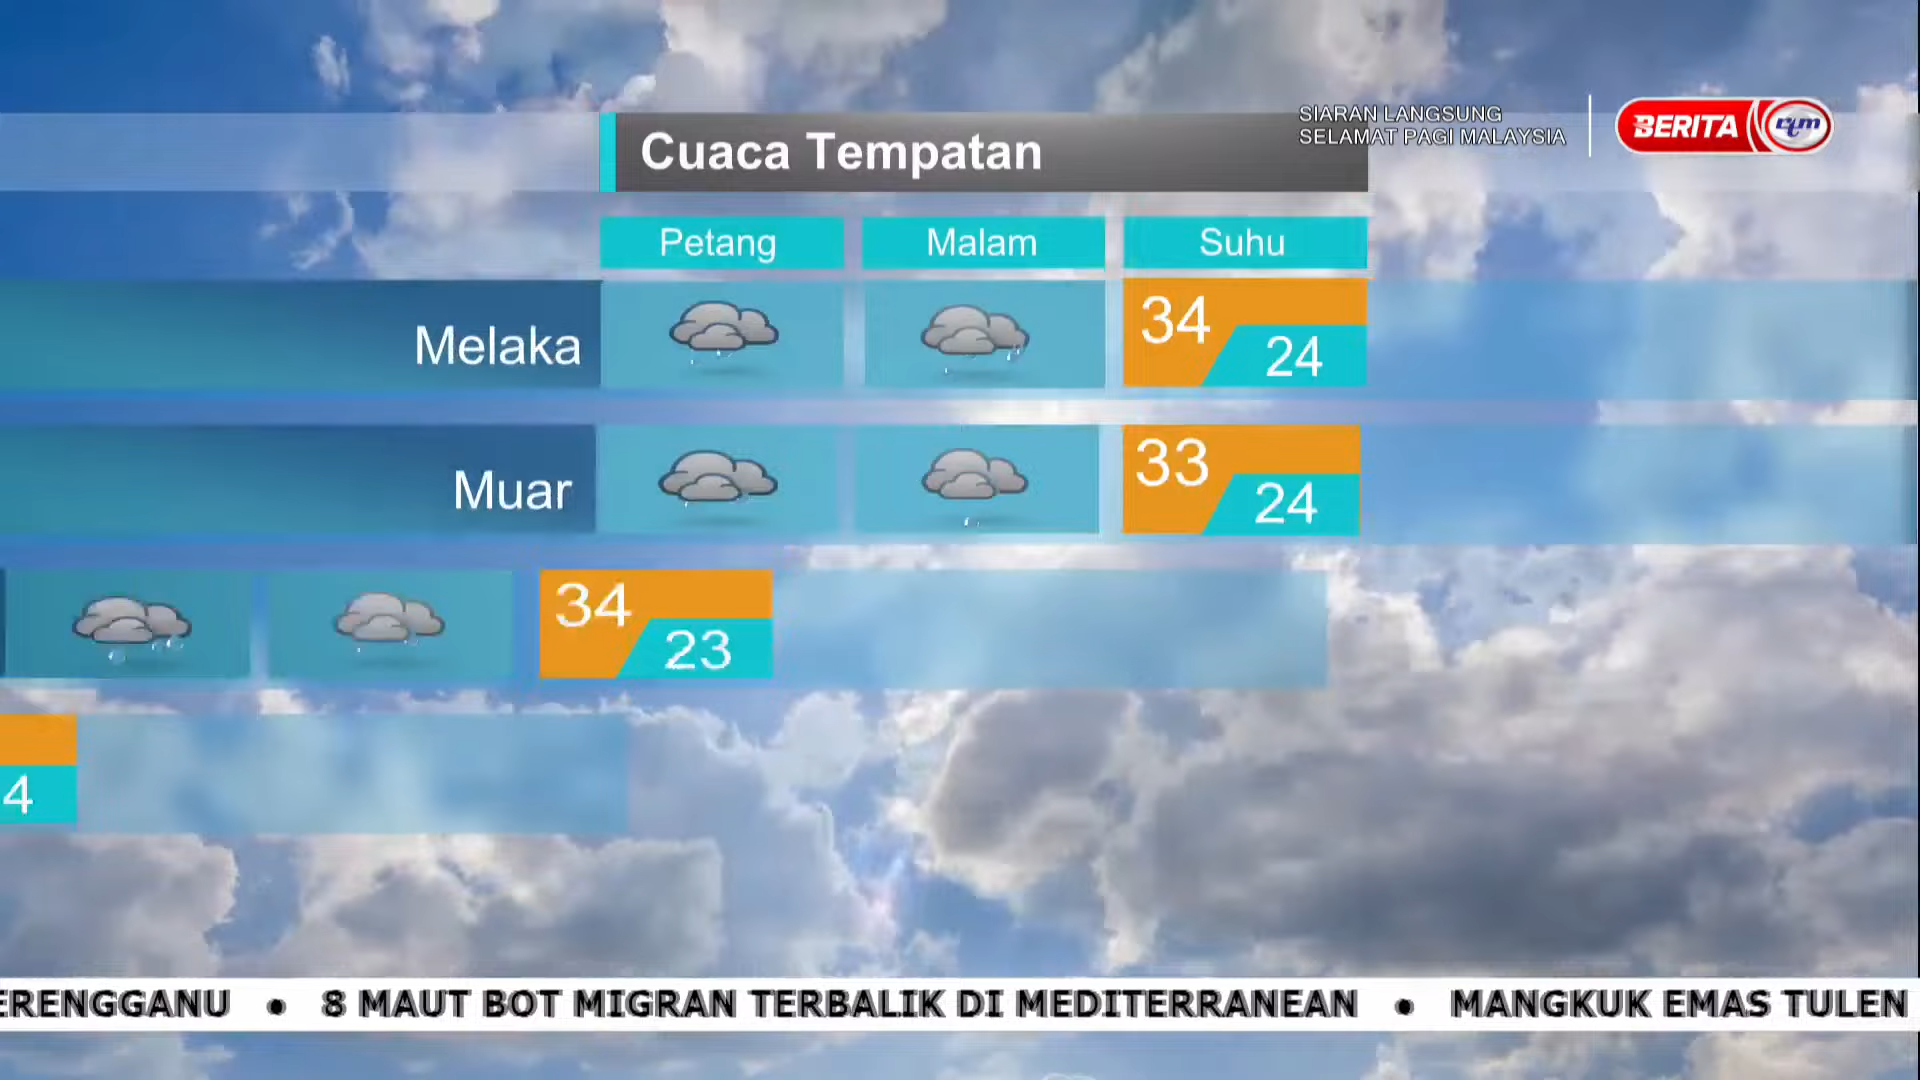 SIARAN LANGSUNG
SELAMAT PAGI MALAYSIA
BERITA rtm
Cuaca Tempatan
Petang Malam Suhu
Melaka 34 24
Muar 33 24
34 23
4
ERENGGANU • 8 MAUT BOT MIGRAN TERBALIK DI MEDITERRANEAN • MANGKUK EMAS TULEN